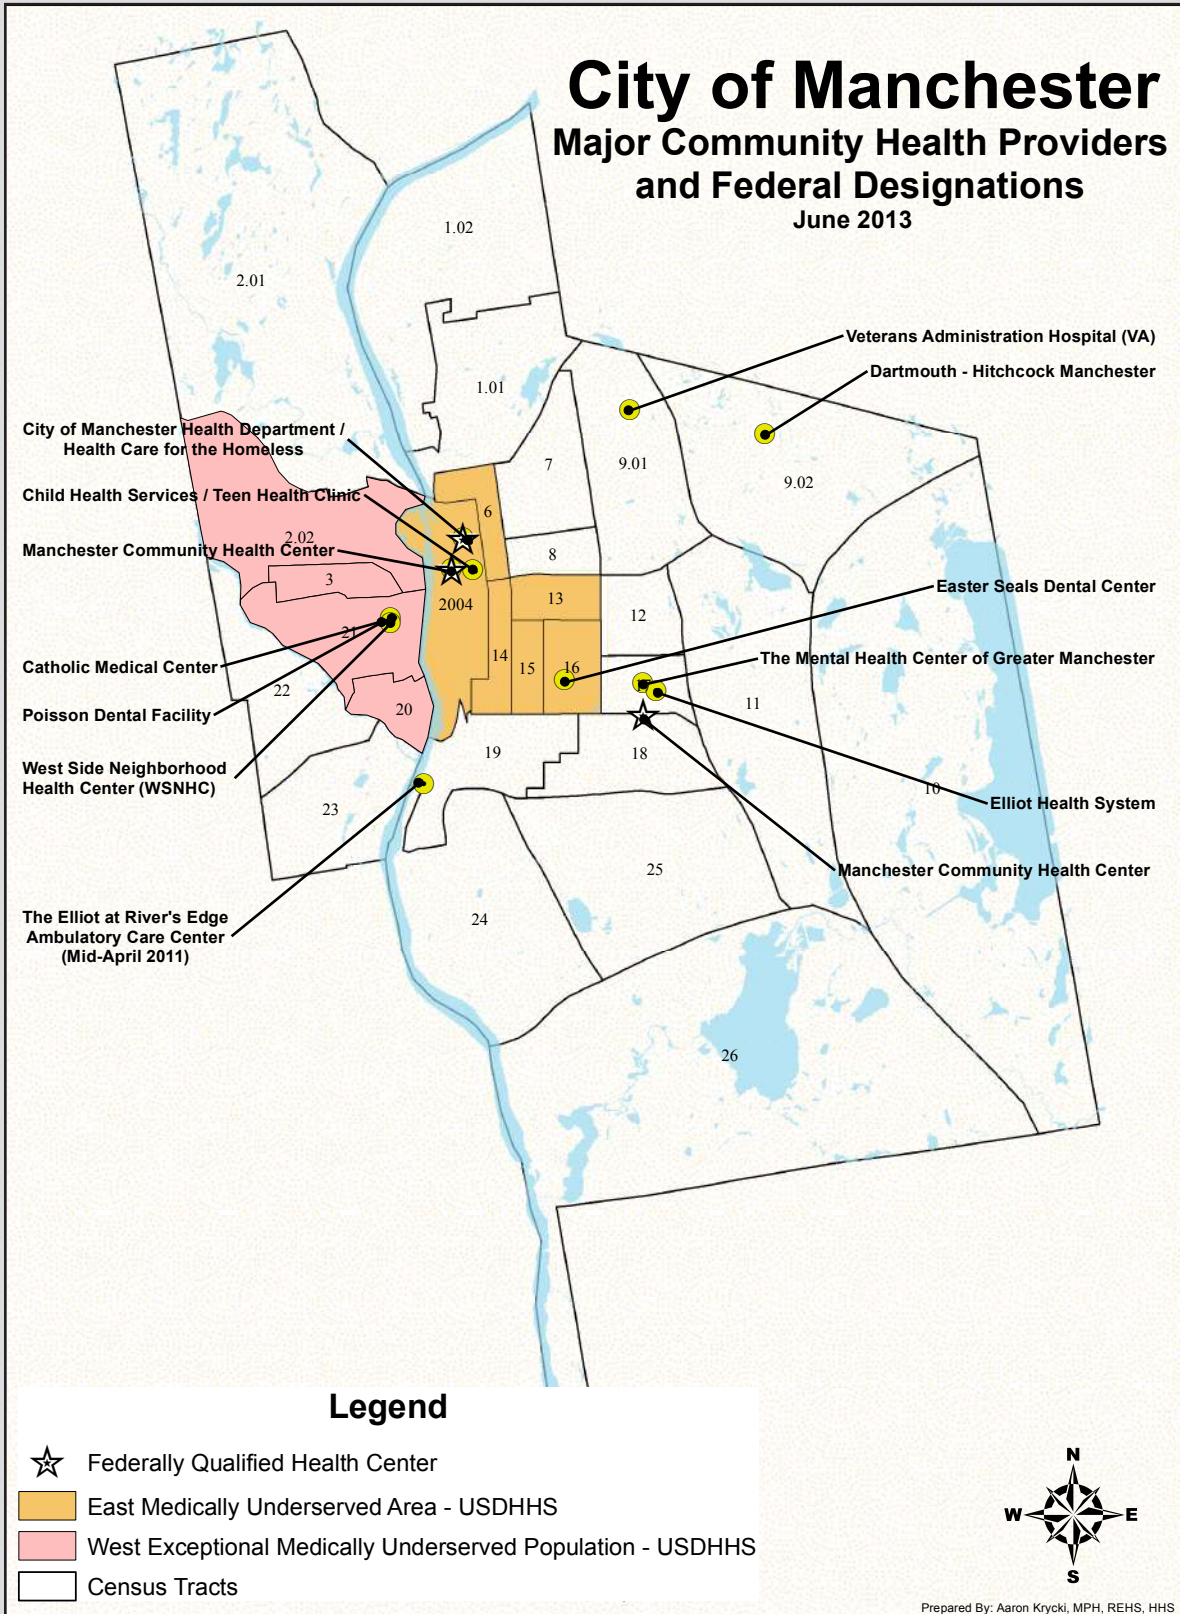 City of Manchester
Major Community Health Providers
and Federal Designations
June 2013
1.02
2.01
Veterans Administration Hospital (VA)
Dartmouth - Hitchcock Manchester
1.01
City of Manchester Health Department /
Health Care for the Homeless
7
9.01
9.02
Child Health Services / Teen Health Clinic
6
2.02
Manchester Community Health Center
8
3
Easter Seals Dental Center
13
2004
12
21
14
The Mental Health Center of Greater Manchester
Catholic Medical Center
15
16
22
11
20
Poisson Dental Facility
19
18
West Side Neighborhood
Health Center (WSNHC)
10
Elliot Health System
23
25
Manchester Community Health Center
The Elliot at River's Edge
Ambulatory Care Center
(Mid-April 2011)
24
26
Legend
Federally Qualified Health Center
East Medically Underserved Area - USDHHS
West Exceptional Medically Underserved Population - USDHHS
Census Tracts
N
W
E
S
Prepared By: Aaron Krycki, MPH, REHS, HHS